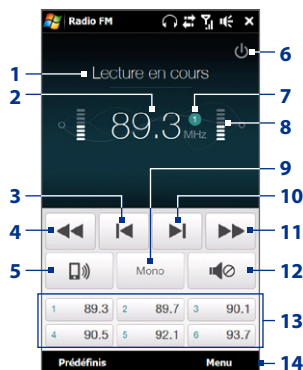 Radio FM
6
1
Lecture en cours
7
2
89.3
1
MHz
8
9
3
10
4
11
5
Mono
12
1 89.3 2 89.7 3 90.1
13
4 90.5 5 92.1 6 93.7
Prédéfinis Menu
14